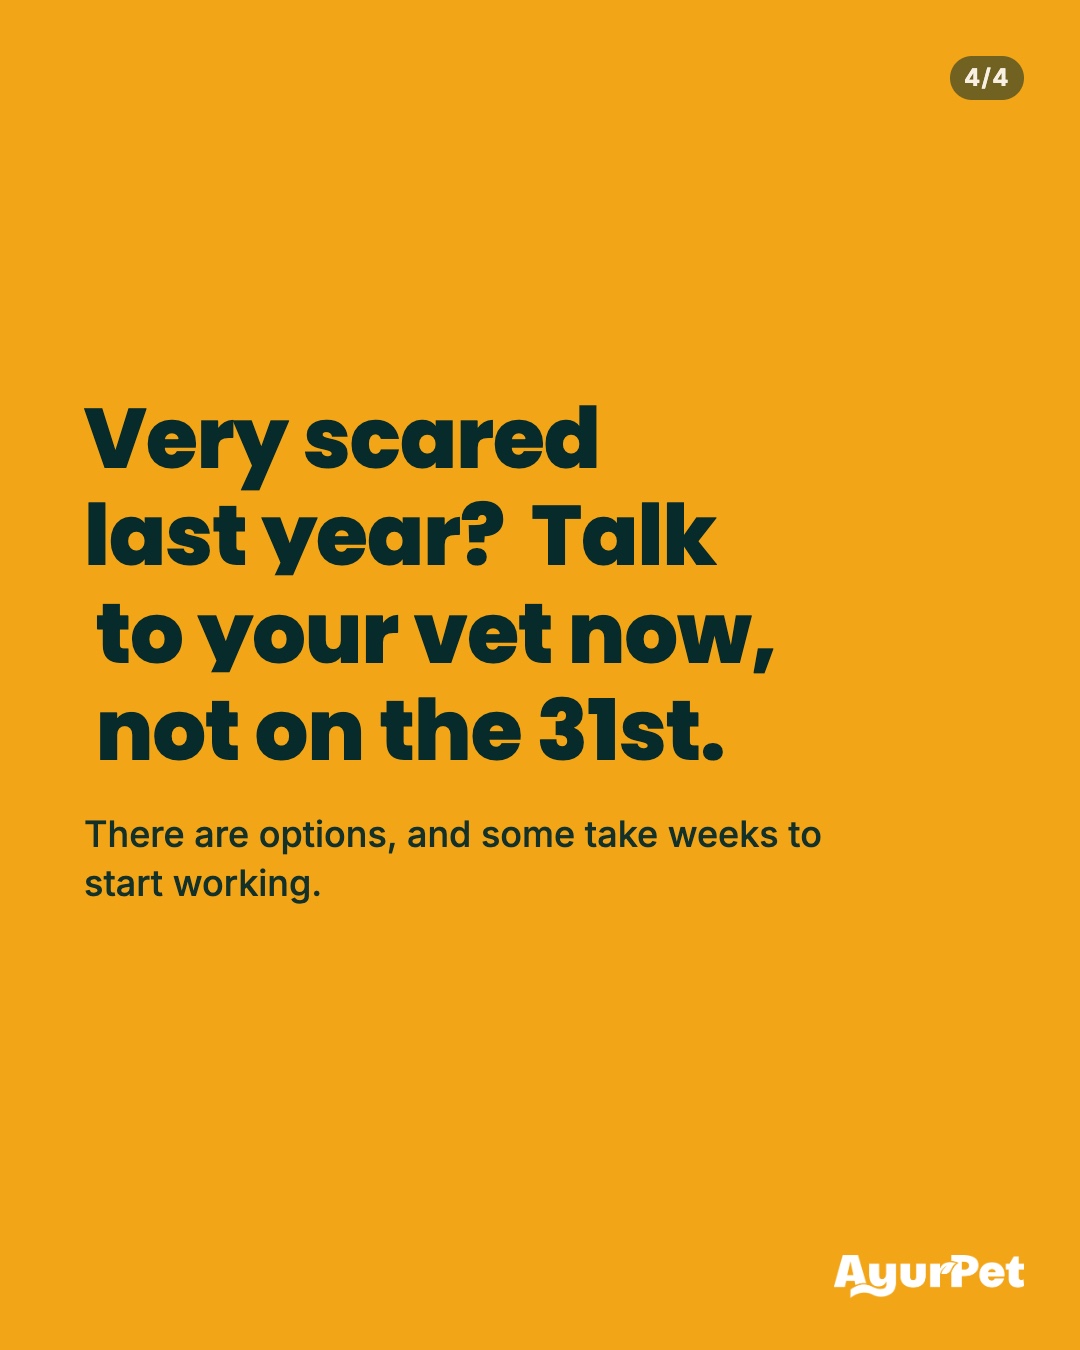 4/4
Very scared
last year? Talk
to your vet now,
not on the 31st.
There are options, and some take weeks to
start working.
AyurPet